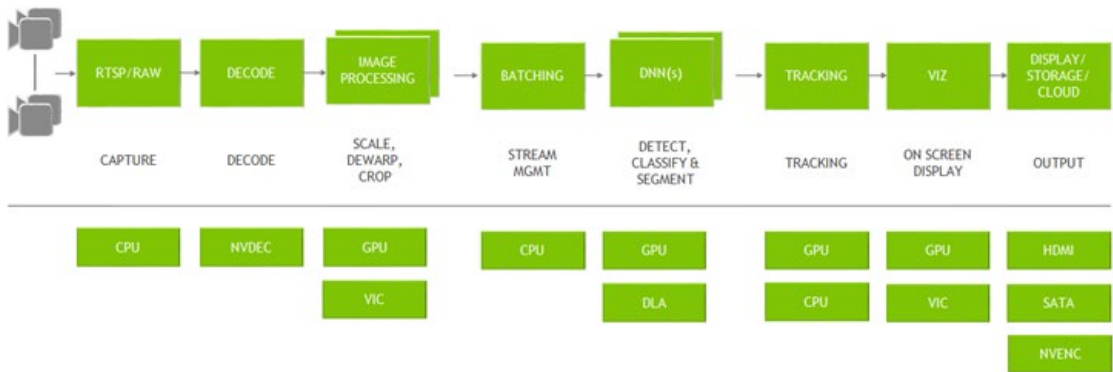 RTSP/RAW
DECODE
IMAGE
PROCESSING
BATCHING
DNN(s)
TRACKING
VIZ
DISPLAY/
STORAGE/
CLOUD
CAPTURE
DECODE
SCALE,
DEWARP,
CROP
STREAM
MGMT
DETECT,
CLASSIFY &
SEGMENT
TRACKING
ON SCREEN
DISPLAY
OUTPUT
CPU
NVDEC
GPU
CPU
GPU
GPU
GPU
HDMI
VIC
DLA
CPU
VIC
SATA
NVENC